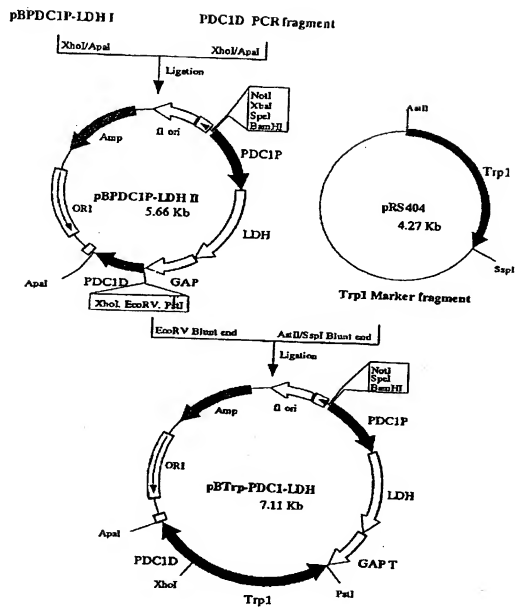 pBPDC1P-LDH I
PDC1D PCR fragment
XhoI/ApaI
XhoI/ApaI
Ligation
NotI
XbaI
SpeI
BamHI
f1 ori
Amp
PDC1P
pBPDC1P-LDH II
5.66 Kb
ORI
LDH
ApaI
PDC1D
GAP
XhoI, EcoRV, PstI
AatII
Trp1
pRS404
4.27 Kb
SspI
Trp1 Marker fragment
EcoRV Blunt end
AatII/SspI Blunt end
Ligation
NotI
SpeI
BamHI
f1 ori
Amp
PDC1P
ORI
pBTrp-PDC1-LDH
7.11 Kb
LDH
ApaI
PDC1D
GAP T
XhoI
PstI
Trp1